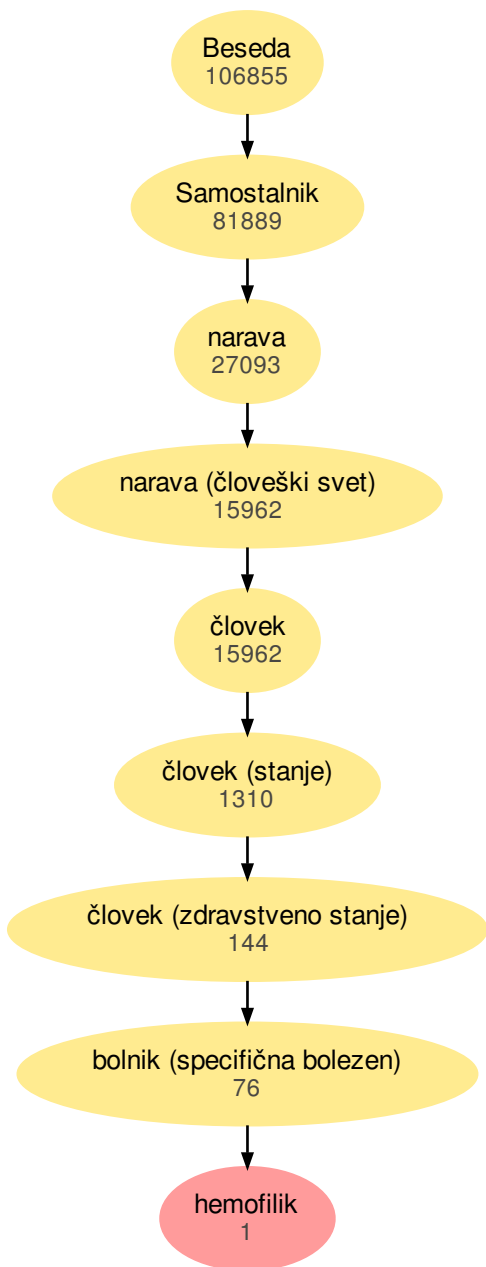 Beseda
106855
Samostalnik
81889
narava
27093
narava (človeški svet)
15962
človek
15962
človek (stanje)
1310
človek (zdravstveno stanje)
144
bolnik (specifična bolezen)
76
hemofilik
1